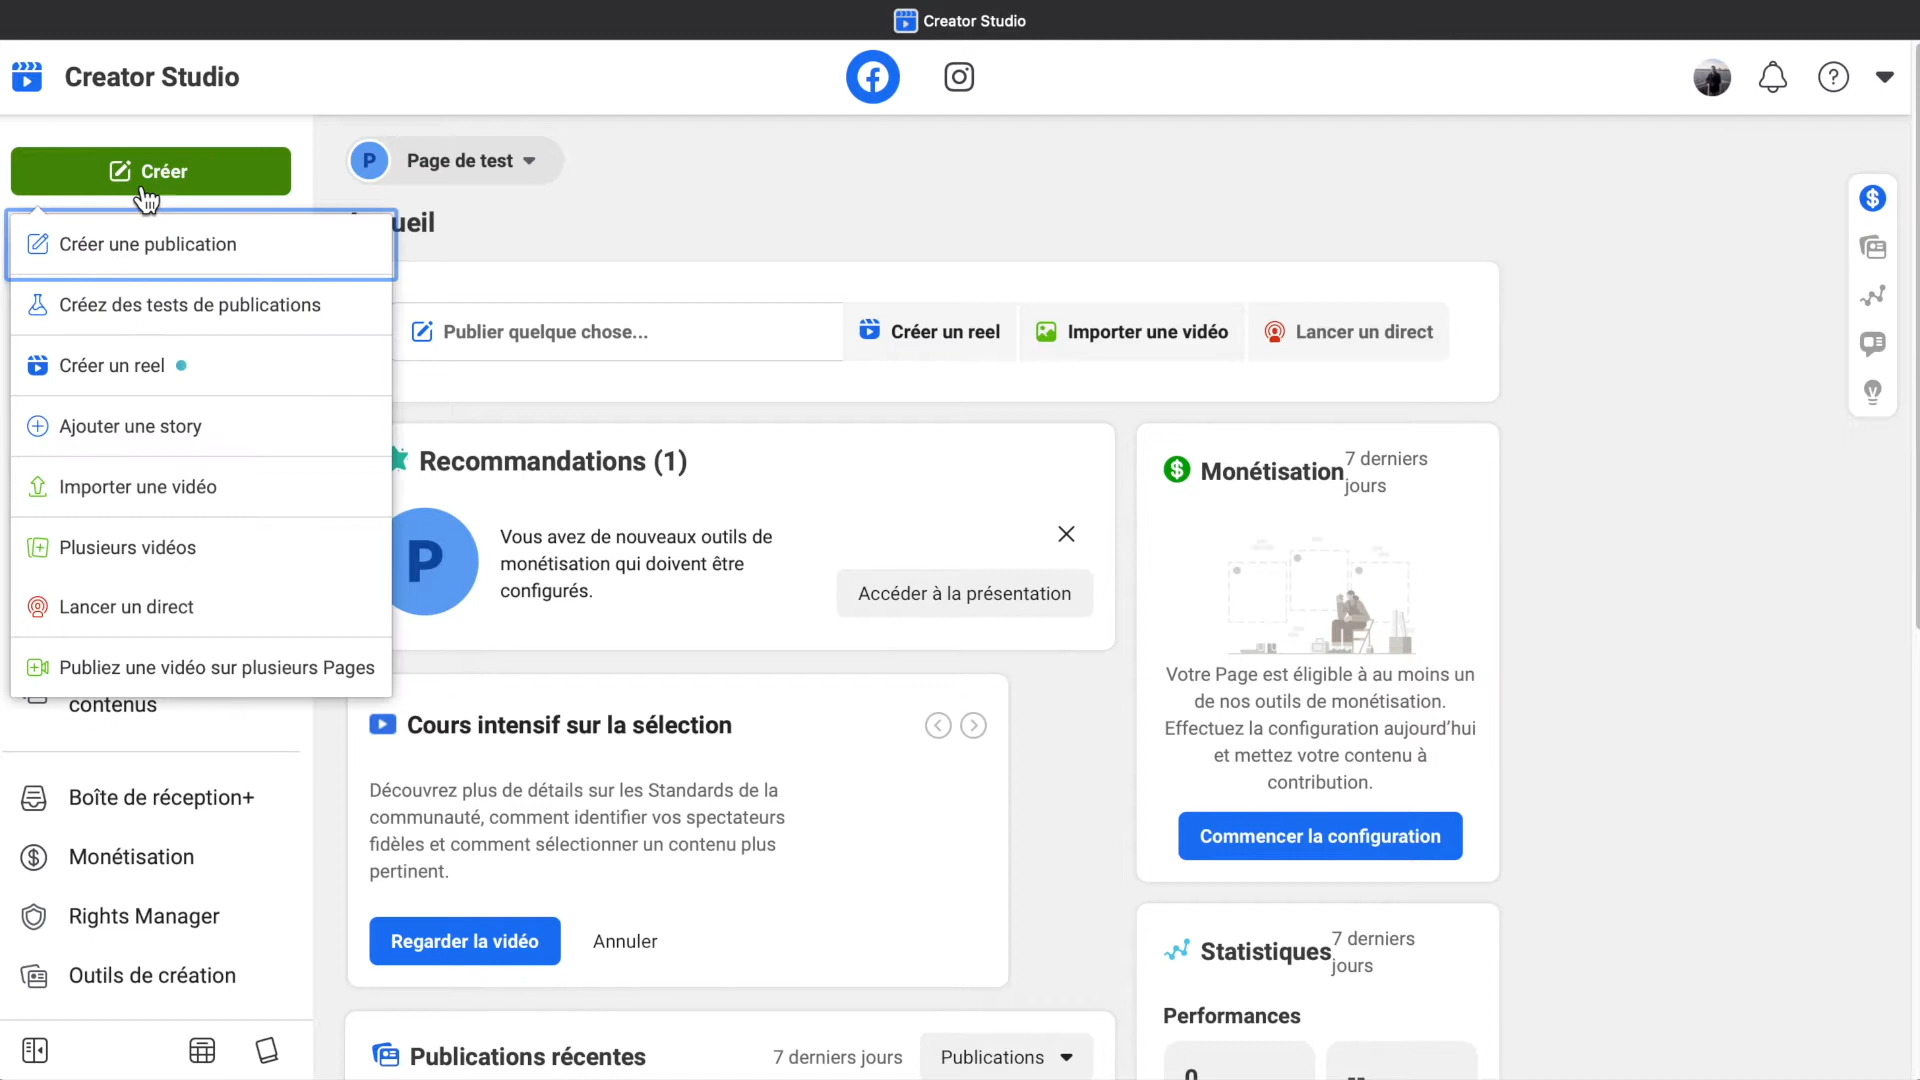 Creator Studio
Creator Studio
Créer
Page de test
ueil
Créer une publication
Créez des tests de publications
Créer un reel
Ajouter une story
Importer une vidéo
Plusieurs vidéos
Lancer un direct
Publiez une vidéo sur plusieurs Pages
contenus
Boîte de réception+
Monétisation
Rights Manager
Outils de création
Publier quelque chose...
Créer un reel
Importer une vidéo
Lancer un direct
Recommandations (1)
P
P
Vous avez de nouveaux outils de
monétisation qui doivent être
configurés.
Accéder à la présentation
Cours intensif sur la sélection
Découvrez plus de détails sur les Standards de la
communauté, comment identifier vos spectateurs
fidèles et comment sélectionner un contenu plus
pertinent.
Regarder la vidéo
Annuler
Publications récentes
7 derniers jours
Publications
Monétisation
7 derniers
jours
Votre Page est éligible à au moins un
de nos outils de monétisation.
Effectuez la configuration aujourd'hui
et mettez votre contenu à
contribution.
Commencer la configuration
Statistiques
7 derniers
jours
Performances
0
--